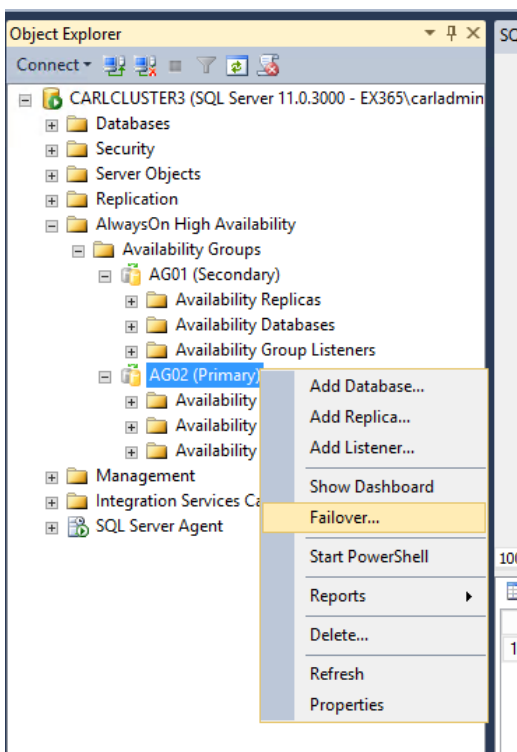 Object Explorer
SQ
Connect
CARLCLUSTER3 (SQL Server 11.0.3000 - EX365\carladmin
Databases
Security
Server Objects
Replication
AlwaysOn High Availability
Availability Groups
AG01 (Secondary)
Availability Replicas
Availability Databases
Availability Group Listeners
AG02 (Primary)
Availability
Availability
Availability
Management
Integration Services Ca
SQL Server Agent
Add Database...
Add Replica...
Add Listener...
Show Dashboard
Failover...
Start PowerShell
Reports
Delete...
Refresh
Properties
100
1